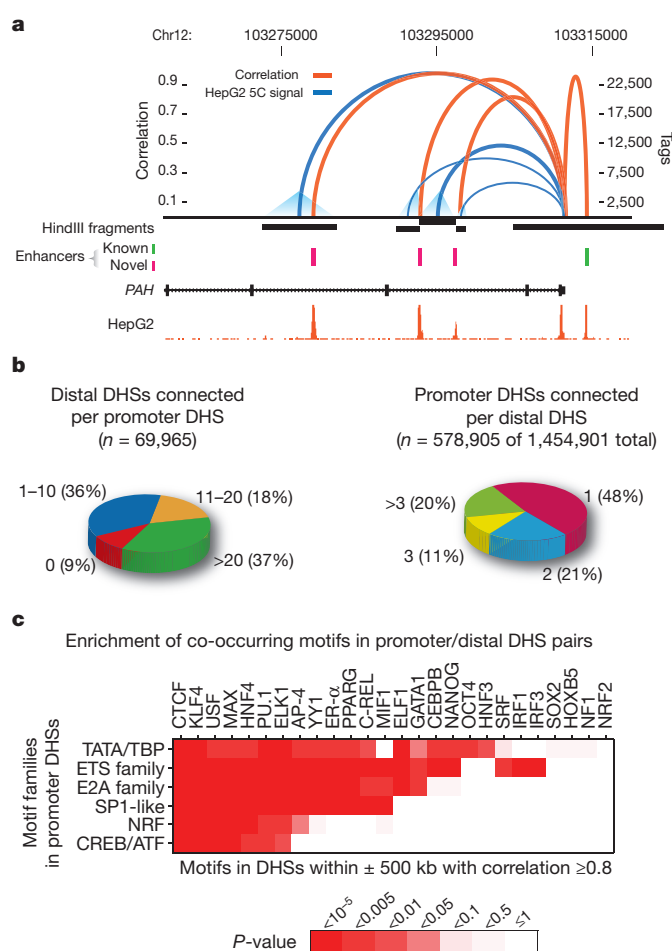 a
Chr12: 103275000 103295000 103315000
Correlation
HepG2 5C signal
Correlation
0.9
0.7
0.5
0.3
0.1
22,500
17,500
12,500
7,500
2,500
Tags
HindIII fragments
Enhancers
Known
Novel
PAH
HepG2
b
Distal DHSs connected
per promoter DHS
(n = 69,965)
1–10 (36%)
11–20 (18%)
0 (9%)
>20 (37%)
Promoter DHSs connected
per distal DHS
(n = 578,905 of 1,454,901 total)
>3 (20%)
1 (48%)
3 (11%)
2 (21%)
c
Enrichment of co-occurring motifs in promoter/distal DHS pairs
CTCF
KLF4
USF
MAX
HNF4
PU.1
ELK1
AP-4
YY1
ER-α
PPARG
C-REL
MIF1
ELF1
GATA1
CEBPB
NANOG
OCT4
HNF3
SRF
IRF1
IRF3
SOX2
HOXB5
NF1
NRF2
Motif families
in promoter DHSs
TATA/TBP
ETS family
E2A family
SP1-like
NRF
CREB/ATF
Motifs in DHSs within ± 500 kb with correlation ≥0.8
P-value
<10⁻⁵
<0.005
<0.01
<0.05
<0.1
<0.5
≤1